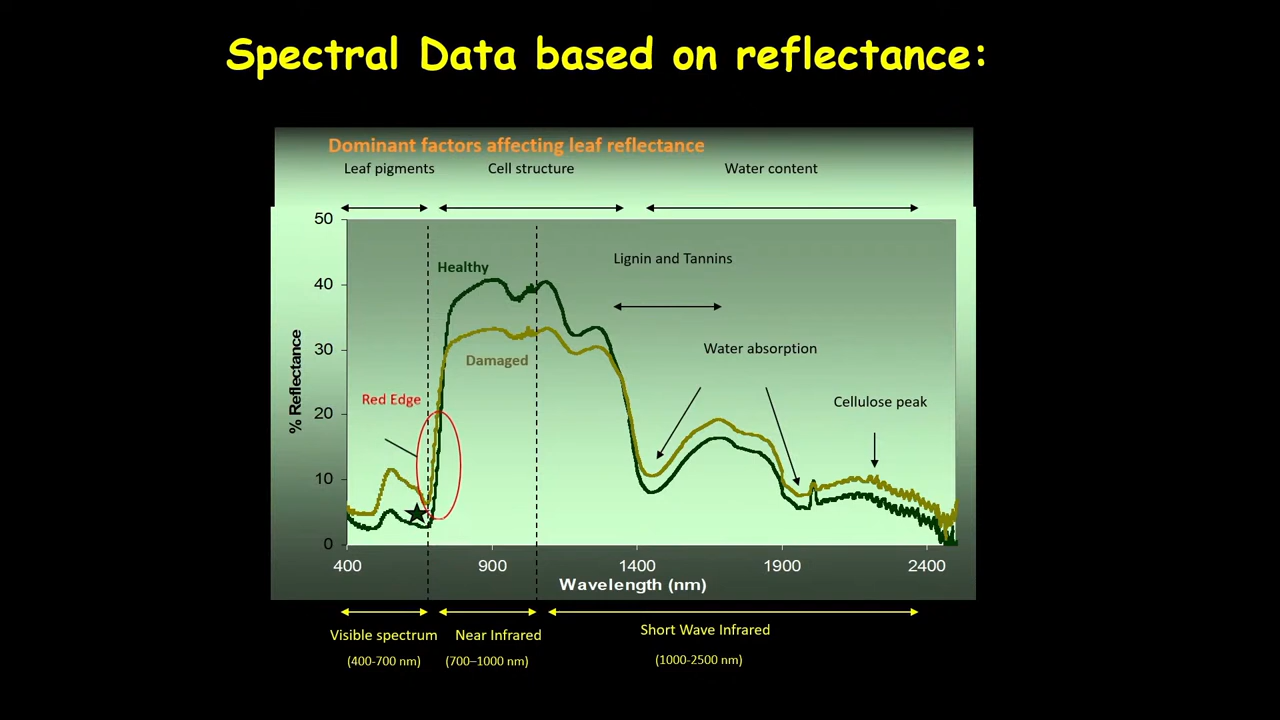 Spectral Data based on reflectance:
Dominant factors affecting leaf reflectance
Leaf pigments
Cell structure
Water content
50
40
30
20
10
0
% Reflectance
Healthy
Damaged
Red Edge
Lignin and Tannins
Water absorption
Cellulose peak
400
900
1400
1900
2400
Wavelength (nm)
Visible spectrum
(400-700 nm)
Near Infrared
(700–1000 nm)
Short Wave Infrared
(1000-2500 nm)